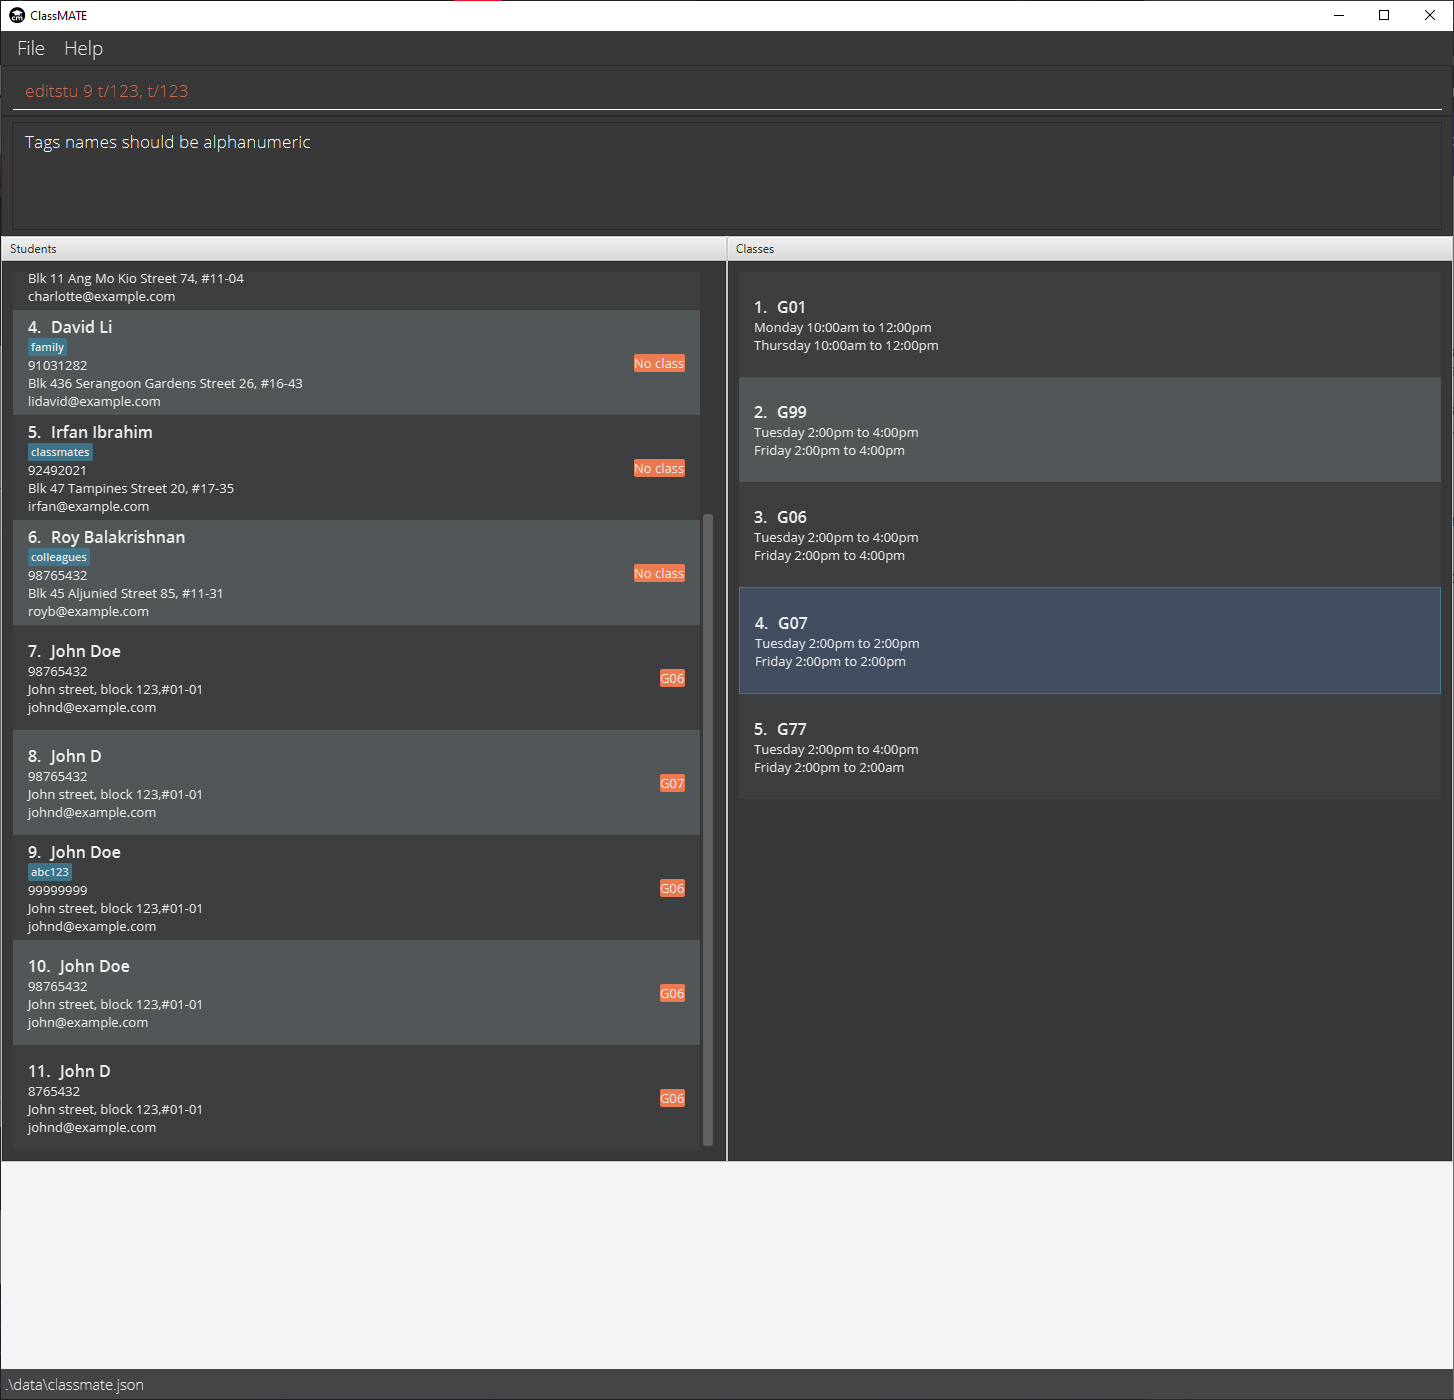 ClassMATE
File Help
editstu 9 t/123, t/123
Tags names should be alphanumeric
Students
Blk 11 Ang Mo Kio Street 74, #11-04
charlotte@example.com
4. David Li
family
91031282
No class
Blk 436 Serangoon Gardens Street 26, #16-43
lidavid@example.com
5. Irfan Ibrahim
classmates
92492021
No class
Blk 47 Tampines Street 20, #17-35
irfan@example.com
6. Roy Balakrishnan
colleagues
98765432
No class
Blk 45 Aljunied Street 85, #11-31
royb@example.com
7. John Doe
98765432
G06
John street, block 123,#01-01
johnd@example.com
8. John D
98765432
G07
John street, block 123,#01-01
johnd@example.com
9. John Doe
abc123
99999999
G06
John street, block 123,#01-01
johnd@example.com
10. John Doe
98765432
G06
John street, block 123,#01-01
john@example.com
11. John D
8765432
G06
John street, block 123,#01-01
johnd@example.com
Classes
1. G01
Monday 10:00am to 12:00pm
Thursday 10:00am to 12:00pm
2. G99
Tuesday 2:00pm to 4:00pm
Friday 2:00pm to 4:00pm
3. G06
Tuesday 2:00pm to 4:00pm
Friday 2:00pm to 4:00pm
4. G07
Tuesday 2:00pm to 2:00pm
Friday 2:00pm to 2:00pm
5. G77
Tuesday 2:00pm to 4:00pm
Friday 2:00pm to 2:00am
.\data\classmate.json